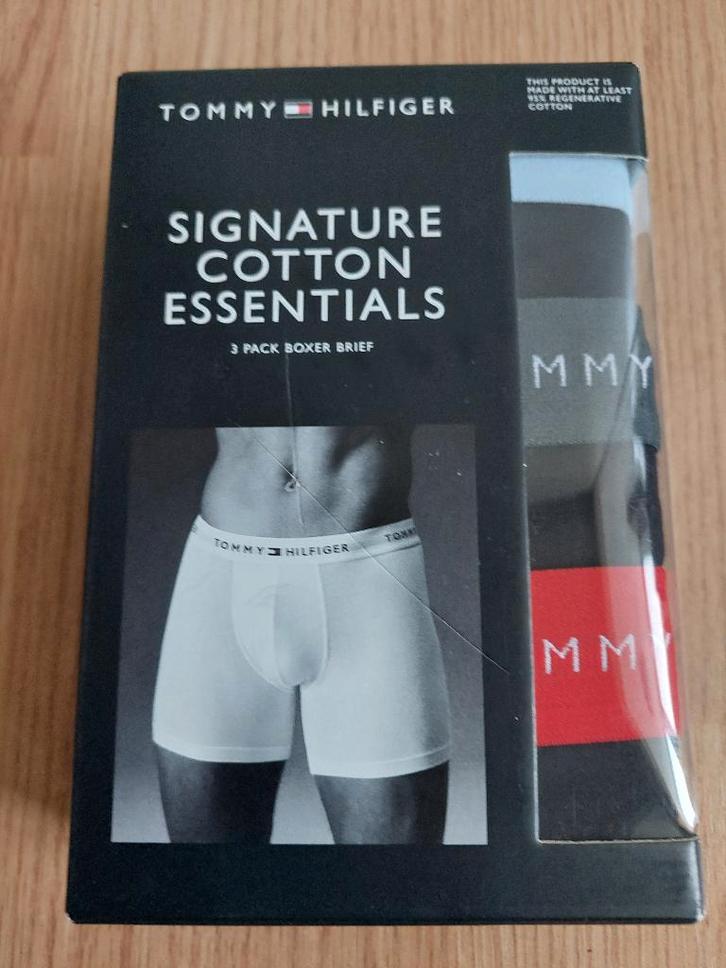 TOMMY HILFIGER
THIS PRODUCT IS
MADE WITH AT LEAST
95% REGENERATIVE
COTTON
SIGNATURE
COTTON
ESSENTIALS
3 PACK BOXER BRIEF
MMY
TOMMY HILFIGER
TOMM
MMY